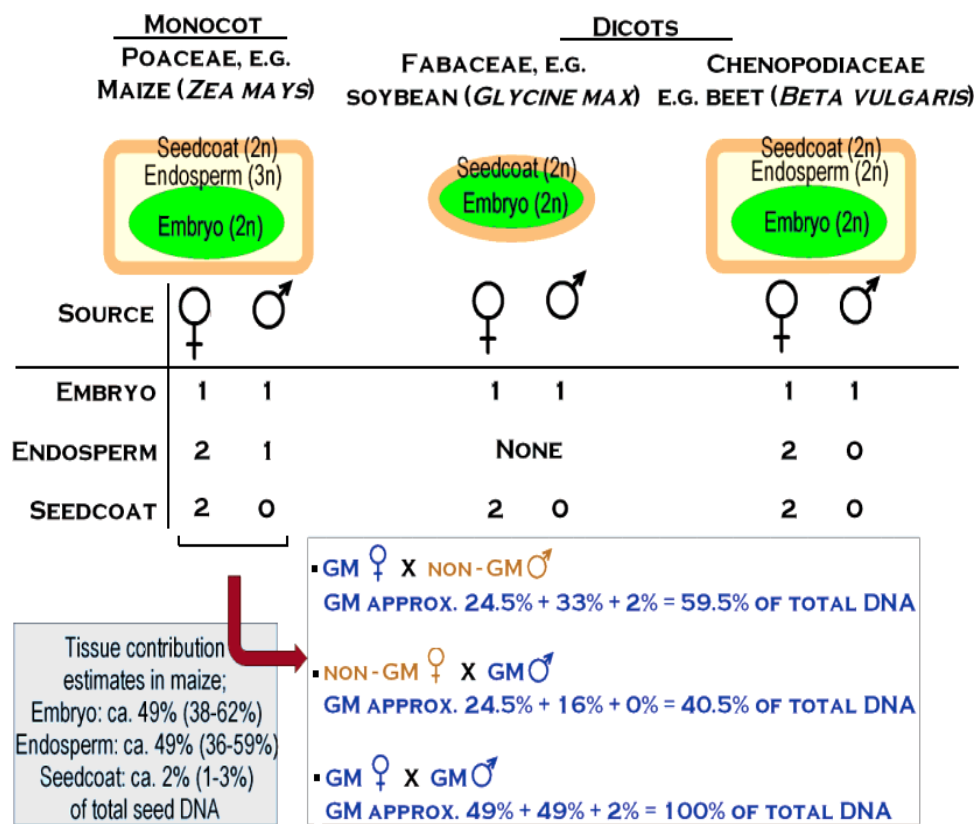 MONOCOT
DICOTS
POACEAE, E.G.
MAIZE (ZEA MAYS)
FABACEAE, E.G.
SOYBEAN (GLYCINE MAX)
CHENOPODIACEAE
E.G. BEET (BETA VULGARIS)
Seedcoat (2n)
Endosperm (3n)
Embryo (2n)
Seedcoat (2n)
Embryo (2n)
Seedcoat (2n)
Endosperm (2n)
Embryo (2n)
SOURCE ♀ ♂ ♀ ♂ ♀ ♂
EMBRYO 1 1 1 1 1 1
ENDOSPERM 2 1 NONE 2 0
SEEDCOAT 2 0 2 0 2 0
▪ GM ♀ X NON-GM ♂
GM APPROX. 24.5% + 33% + 2% = 59.5% OF TOTAL DNA
▪ NON-GM ♀ X GM ♂
GM APPROX. 24.5% + 16% + 0% = 40.5% OF TOTAL DNA
▪ GM ♀ X GM ♂
GM APPROX. 49% + 49% + 2% = 100% OF TOTAL DNA
Tissue contribution
estimates in maize;
Embryo: ca. 49% (38-62%)
Endosperm: ca. 49% (36-59%)
Seedcoat: ca. 2% (1-3%)
of total seed DNA